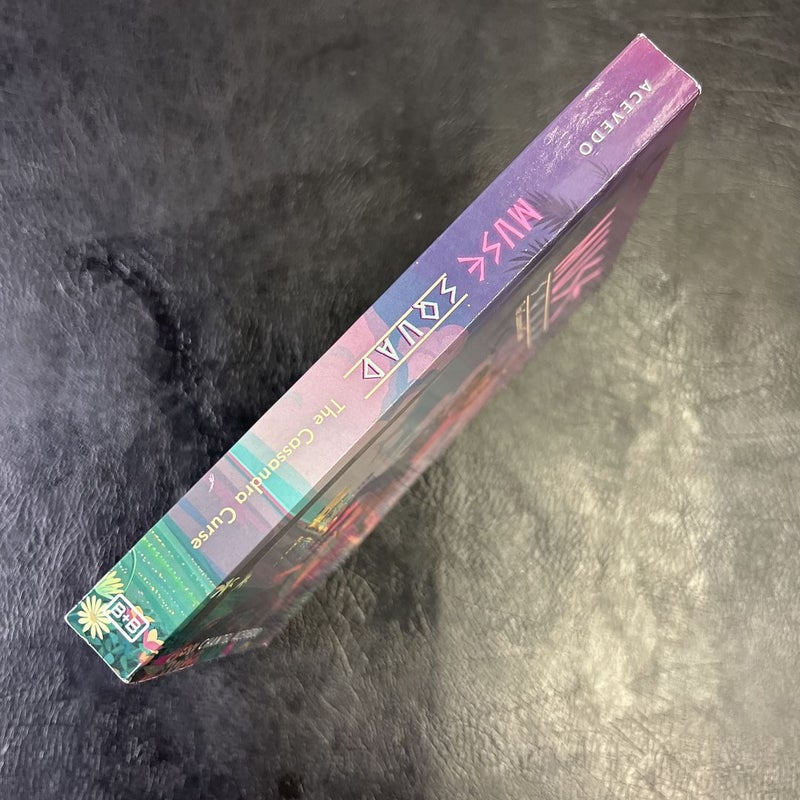 ACEVEDO
MUSE
SQUAD
The Cassandra Curse
B+B